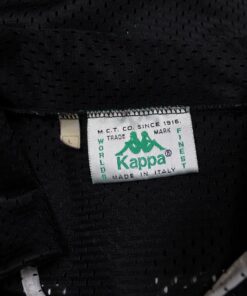 M.C.T. CO. SINCE 1916.
TRADE MARK
WORLDS
FINEST
Kappa®
MADE IN ITALY